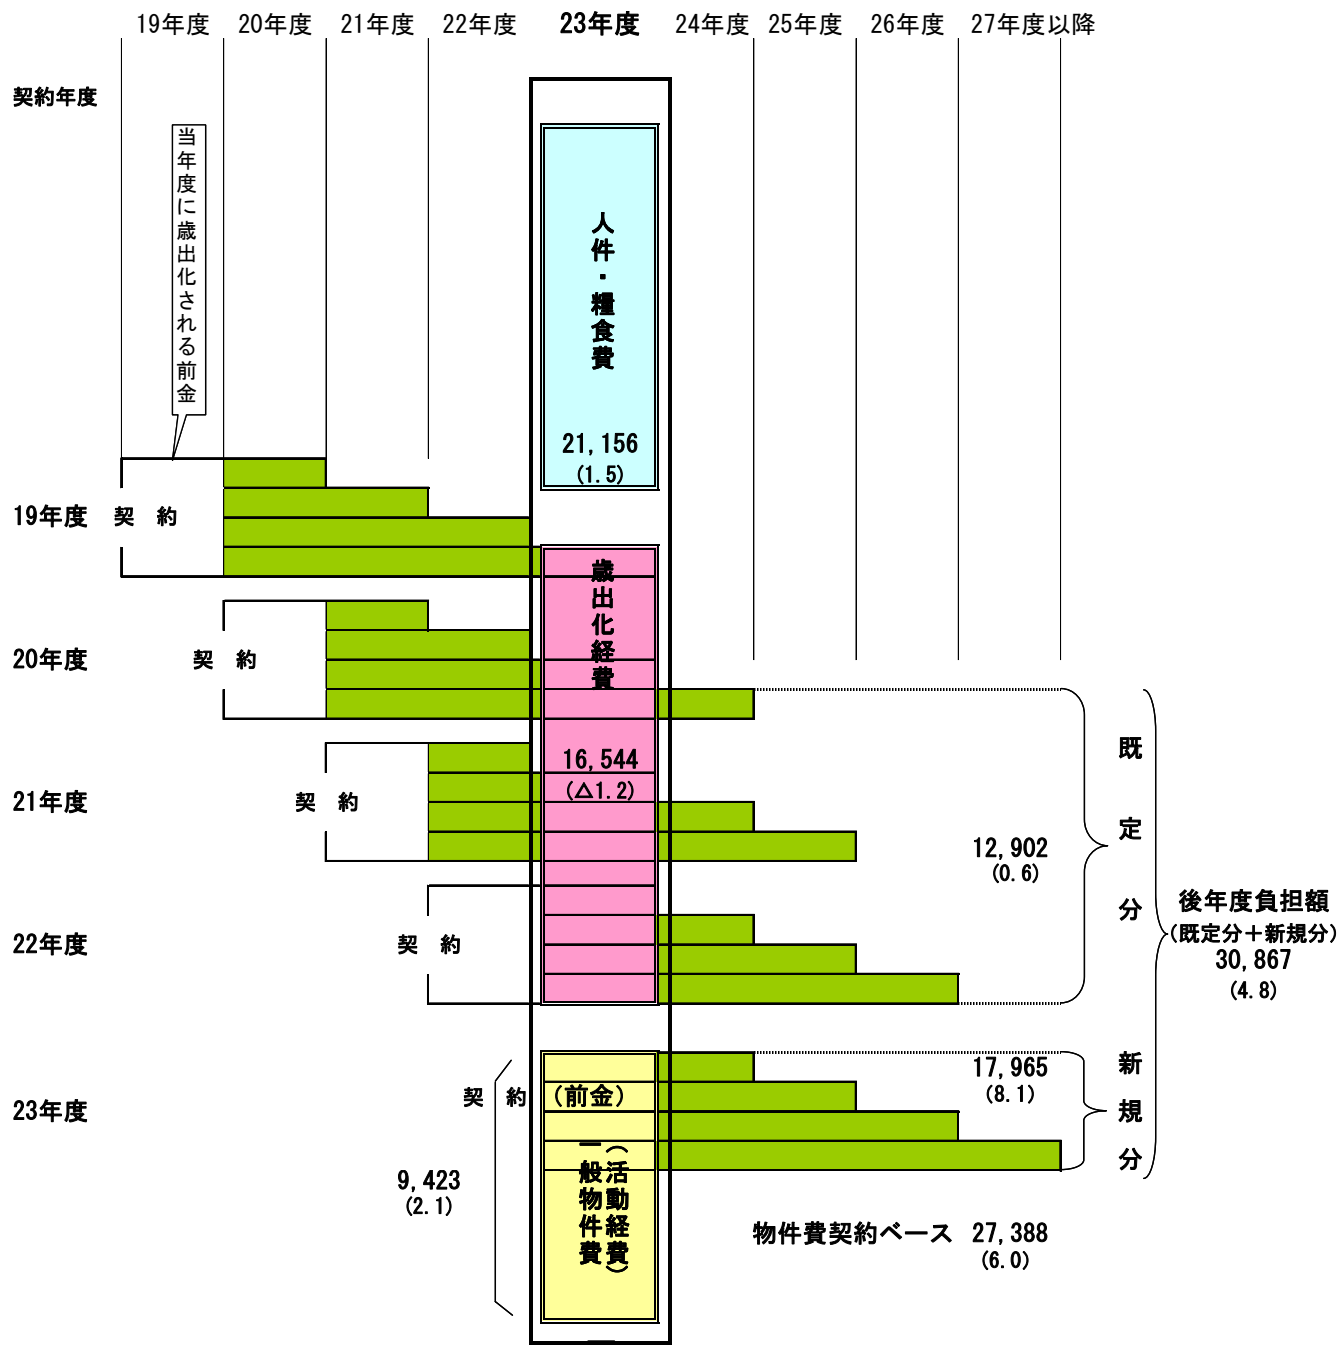 19年度 20年度 21年度 22年度 23年度 24年度 25年度 26年度 27年度以降
契約年度
当年度に歳出化される前金
人件・糧食費
21,156
(1.5)
19年度 契 約
歳出化経費
20年度 契 約
16,544
(△1.2)
21年度 契 約
22年度 契 約
既定分
12,902
(0.6)
後年度負担額
(既定分＋新規分)
30,867
(4.8)
23年度
契 約 (前金)
一般物件費
(活動経費)
9,423
(2.1)
17,965
(8.1)
新規分
物件費契約ベース 27,388
(6.0)